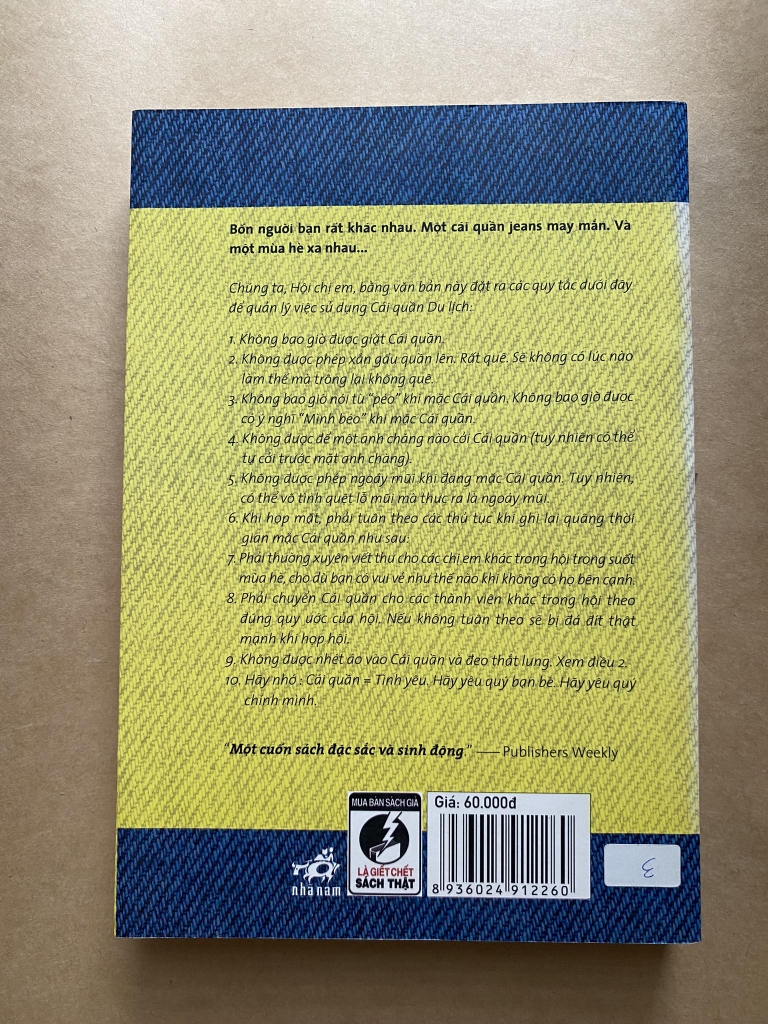 Bốn người bạn rất khác nhau. Một cái quần jeans may mắn. Và
một mùa hè xa nhau...
Chúng ta, Hội chị em, bằng văn bản này đặt ra các quy tắc dưới đây
để quản lý việc sử dụng Cái quần Du lịch:
1. Không bao giờ được giặt Cái quần.
2. Không được phép xắn gấu quần lên. Rất quê. Sẽ không có lúc nào
làm thế mà trông lại không quê.
3. Không bao giờ nói từ "béo" khi mặc Cái quần. Không bao giờ được
có ý nghĩ "Mình béo" khi mặc Cái quần.
4. Không được để một anh chàng nào cởi Cái quần (tuy nhiên có thể
tự cởi trước mặt anh chàng).
5. Không được phép ngoáy mũi khi đang mặc Cái quần. Tuy nhiên,
có thể vô tình quệt lỗ mũi mà thực ra là ngoáy mũi.
6. Khi họp mặt, phải tuân theo các thủ tục khi ghi lại quãng thời
gian mặc Cái quần như sau:
7. Phải thường xuyên viết thư cho các chị em khác trong hội trong suốt
mùa hè, cho dù bạn có vui vẻ như thế nào khi không có họ bên cạnh.
8. Phải chuyển Cái quần cho các thành viên khác trong hội theo
đúng quy ước của hội. Nếu không tuân theo sẽ bị đá đít thật
mạnh khi họp hội.
9. Không được nhét áo vào Cái quần và đeo thắt lưng. Xem điều 2.
10. Hãy nhớ : Cái quần = Tình yêu. Hãy yêu quý bạn bè. Hãy yêu quý
chính mình.
"Một cuốn sách đặc sắc và sinh động." — Publishers Weekly
MUA BÁN SÁCH GIẢ
LÀ GIẾT CHẾT
SÁCH THẬT
nhã nam
Giá: 60.000đ
8 936024 912260
3